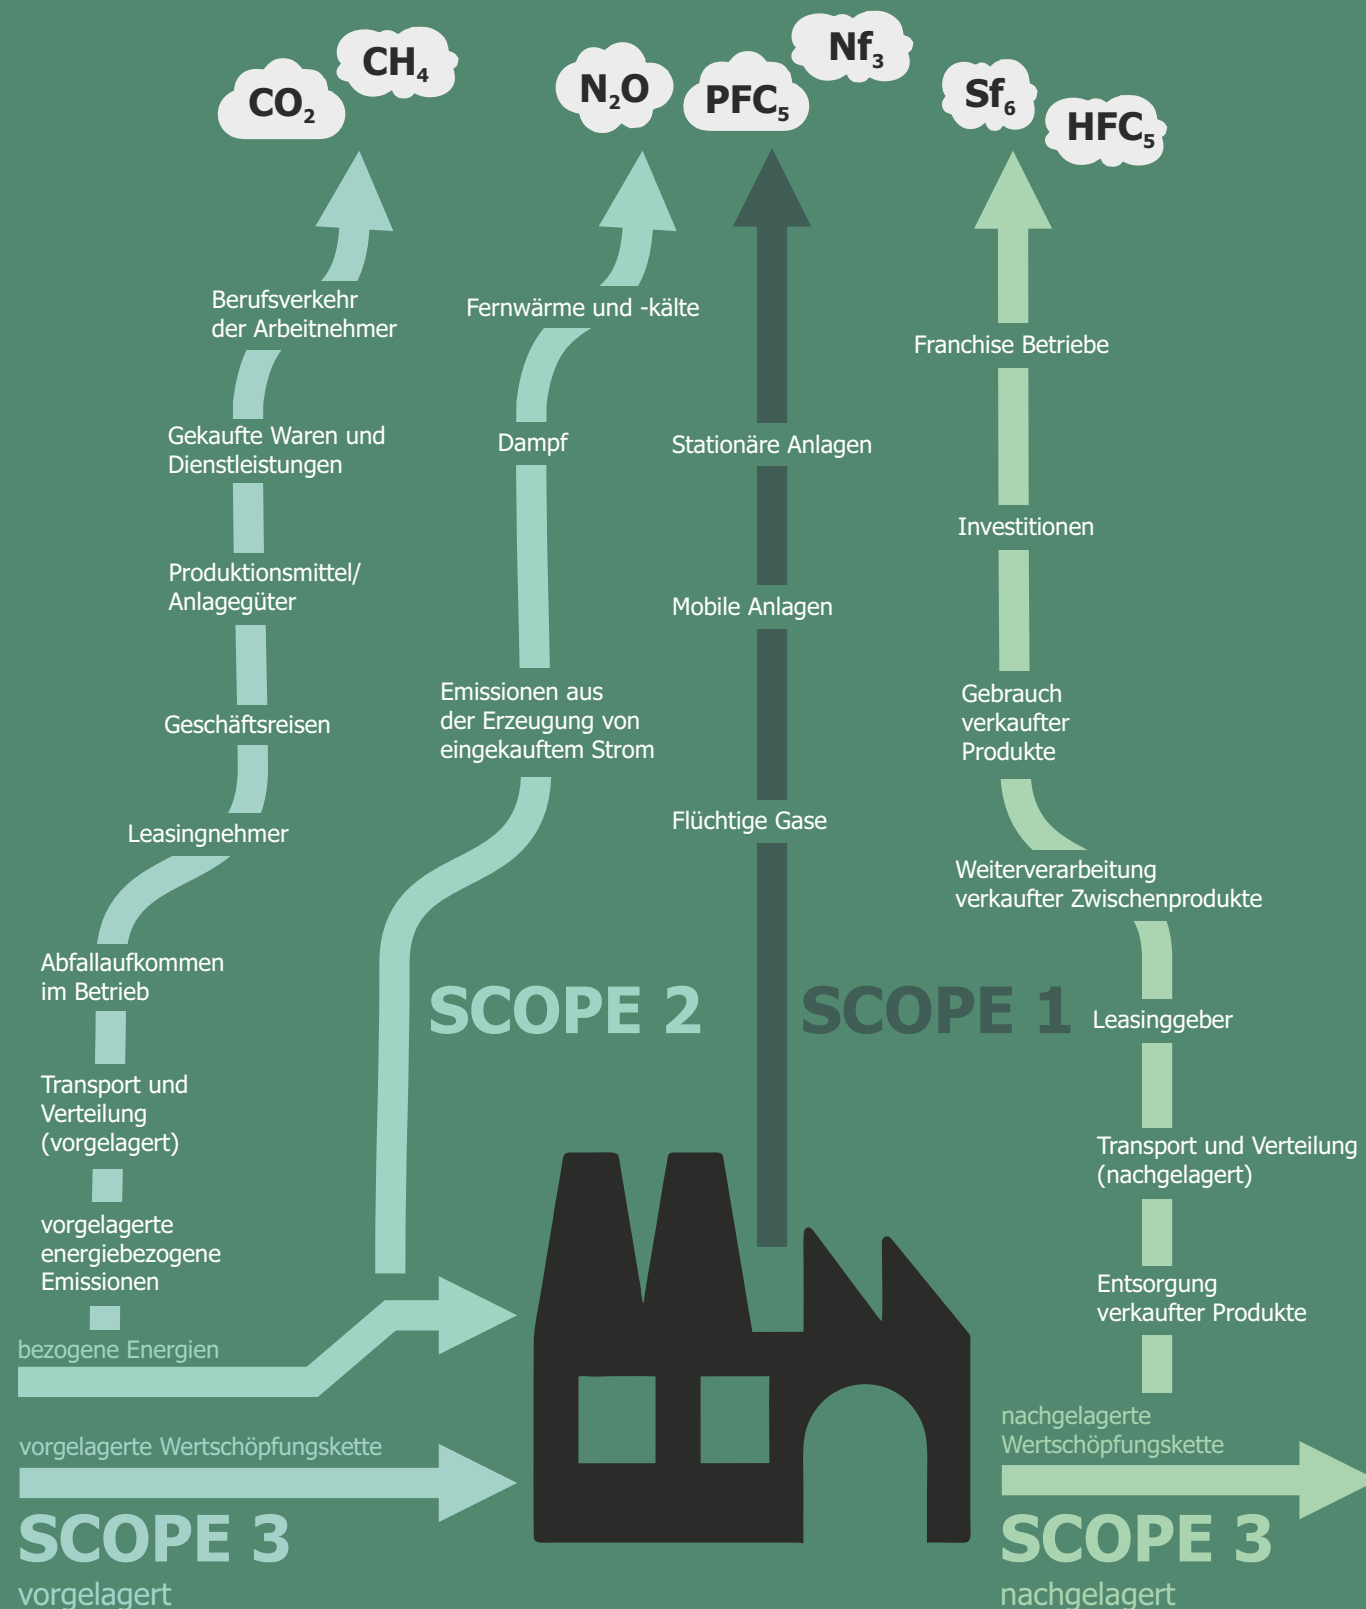 CO₂
CH₄
N₂O
PFC₅
Nf₃
Sf₆
HFC₅
Berufsverkehr
der Arbeitnehmer
Gekaufte Waren und
Dienstleistungen
Produktionsmittel/
Anlagegüter
Geschäftsreisen
Leasingnehmer
Abfallaufkommen
im Betrieb
Transport und
Verteilung
(vorgelagert)
vorgelagerte
energiebezogene
Emissionen
bezogene Energien
vorgelagerte Wertschöpfungskette
SCOPE 3
vorgelagert
Fernwärme und -kälte
Dampf
Emissionen aus
der Erzeugung von
eingekauftem Strom
SCOPE 2
Stationäre Anlagen
Mobile Anlagen
Flüchtige Gase
SCOPE 1
Franchise Betriebe
Investitionen
Gebrauch
verkaufter
Produkte
Weiterverarbeitung
verkaufter Zwischenprodukte
Leasinggeber
Transport und Verteilung
(nachgelagert)
Entsorgung
verkaufter Produkte
nachgelagerte
Wertschöpfungskette
SCOPE 3
nachgelagert